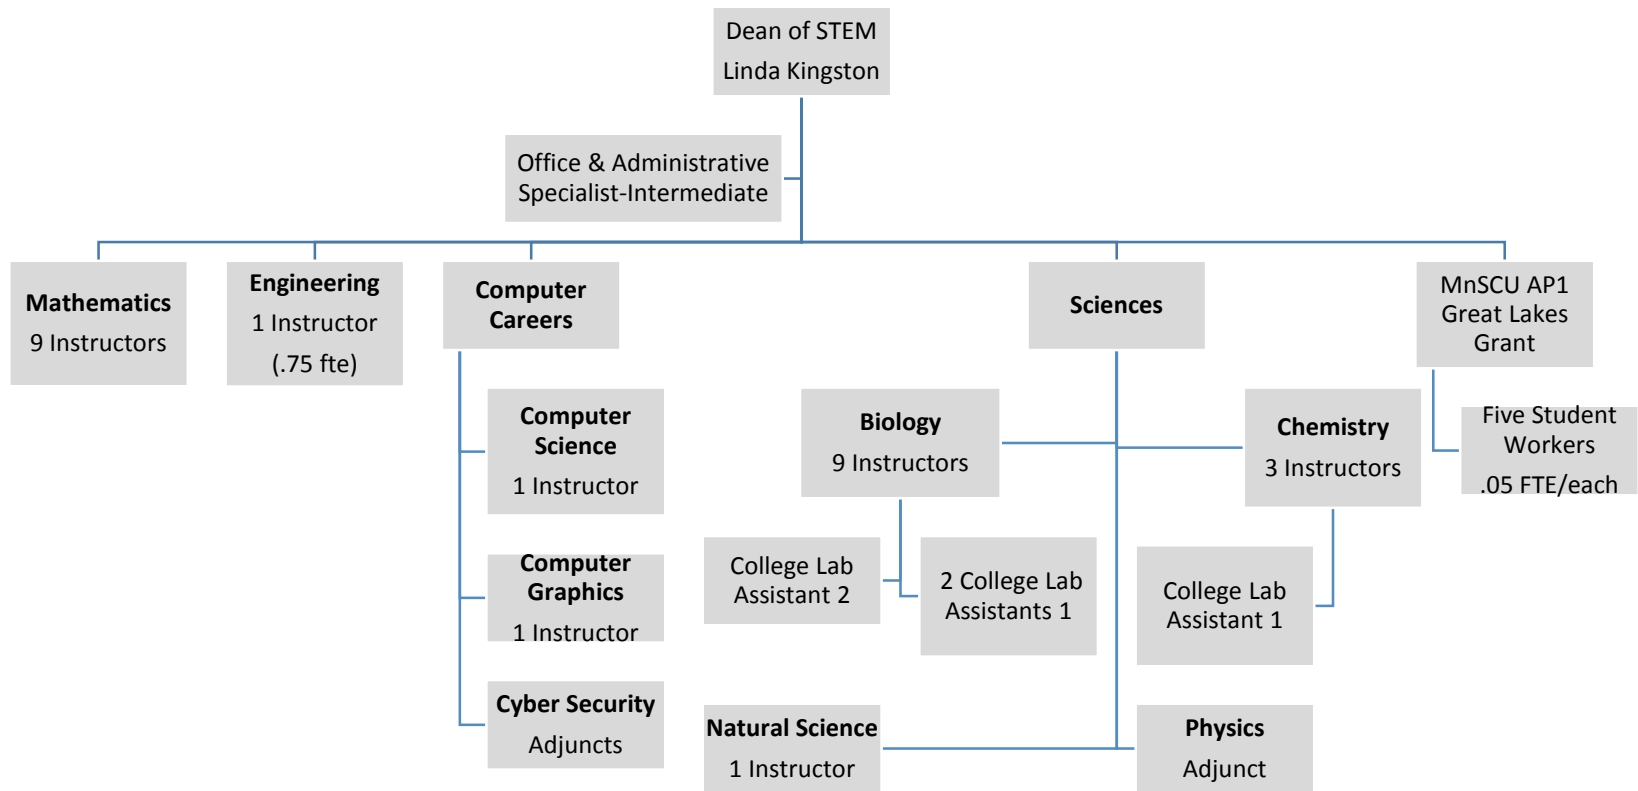 Dean of STEM
Linda Kingston
Office & Administrative
Specialist-Intermediate
Mathematics
9 Instructors
Engineering
1 Instructor
(.75 fte)
Computer
Careers
Sciences
MnSCU AP1
Great Lakes
Grant
Computer
Science
1 Instructor
Biology
9 Instructors
Chemistry
3 Instructors
Five Student
Workers
.05 FTE/each
Computer
Graphics
1 Instructor
College Lab
Assistant 2
2 College Lab
Assistants 1
College Lab
Assistant 1
Cyber Security
Adjuncts
Natural Science
1 Instructor
Physics
Adjunct